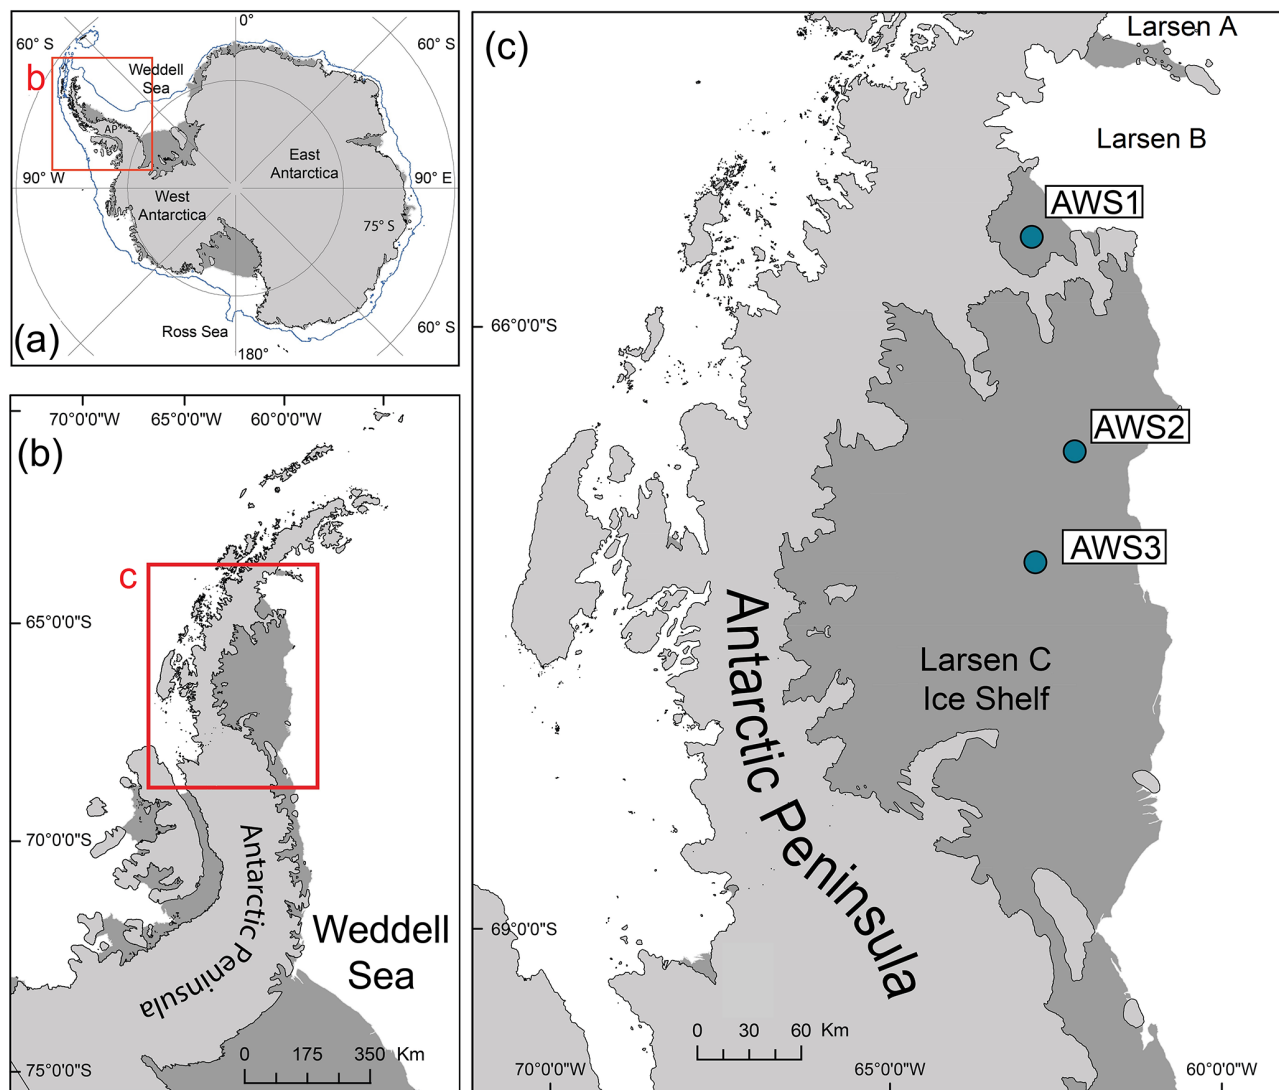 0°
60° S
60° S
Weddell
Sea
b
AP
East
Antarctica
90° W
90° E
West
Antarctica
75° S
Ross Sea
60° S
(a)
180°
70°0'0"W
65°0'0"W
60°0'0"W
(b)
c
65°0'0"S
70°0'0"S
Antarctic Peninsula
Weddell
Sea
0
175
350
Km
75°0'0"S
(c)
Larsen A
Larsen B
AWS1
66°0'0"S
AWS2
AWS3
Antarctic Peninsula
Larsen C
Ice Shelf
69°0'0"S
0
30
60
Km
70°0'0"W
65°0'0"W
60°0'0"W